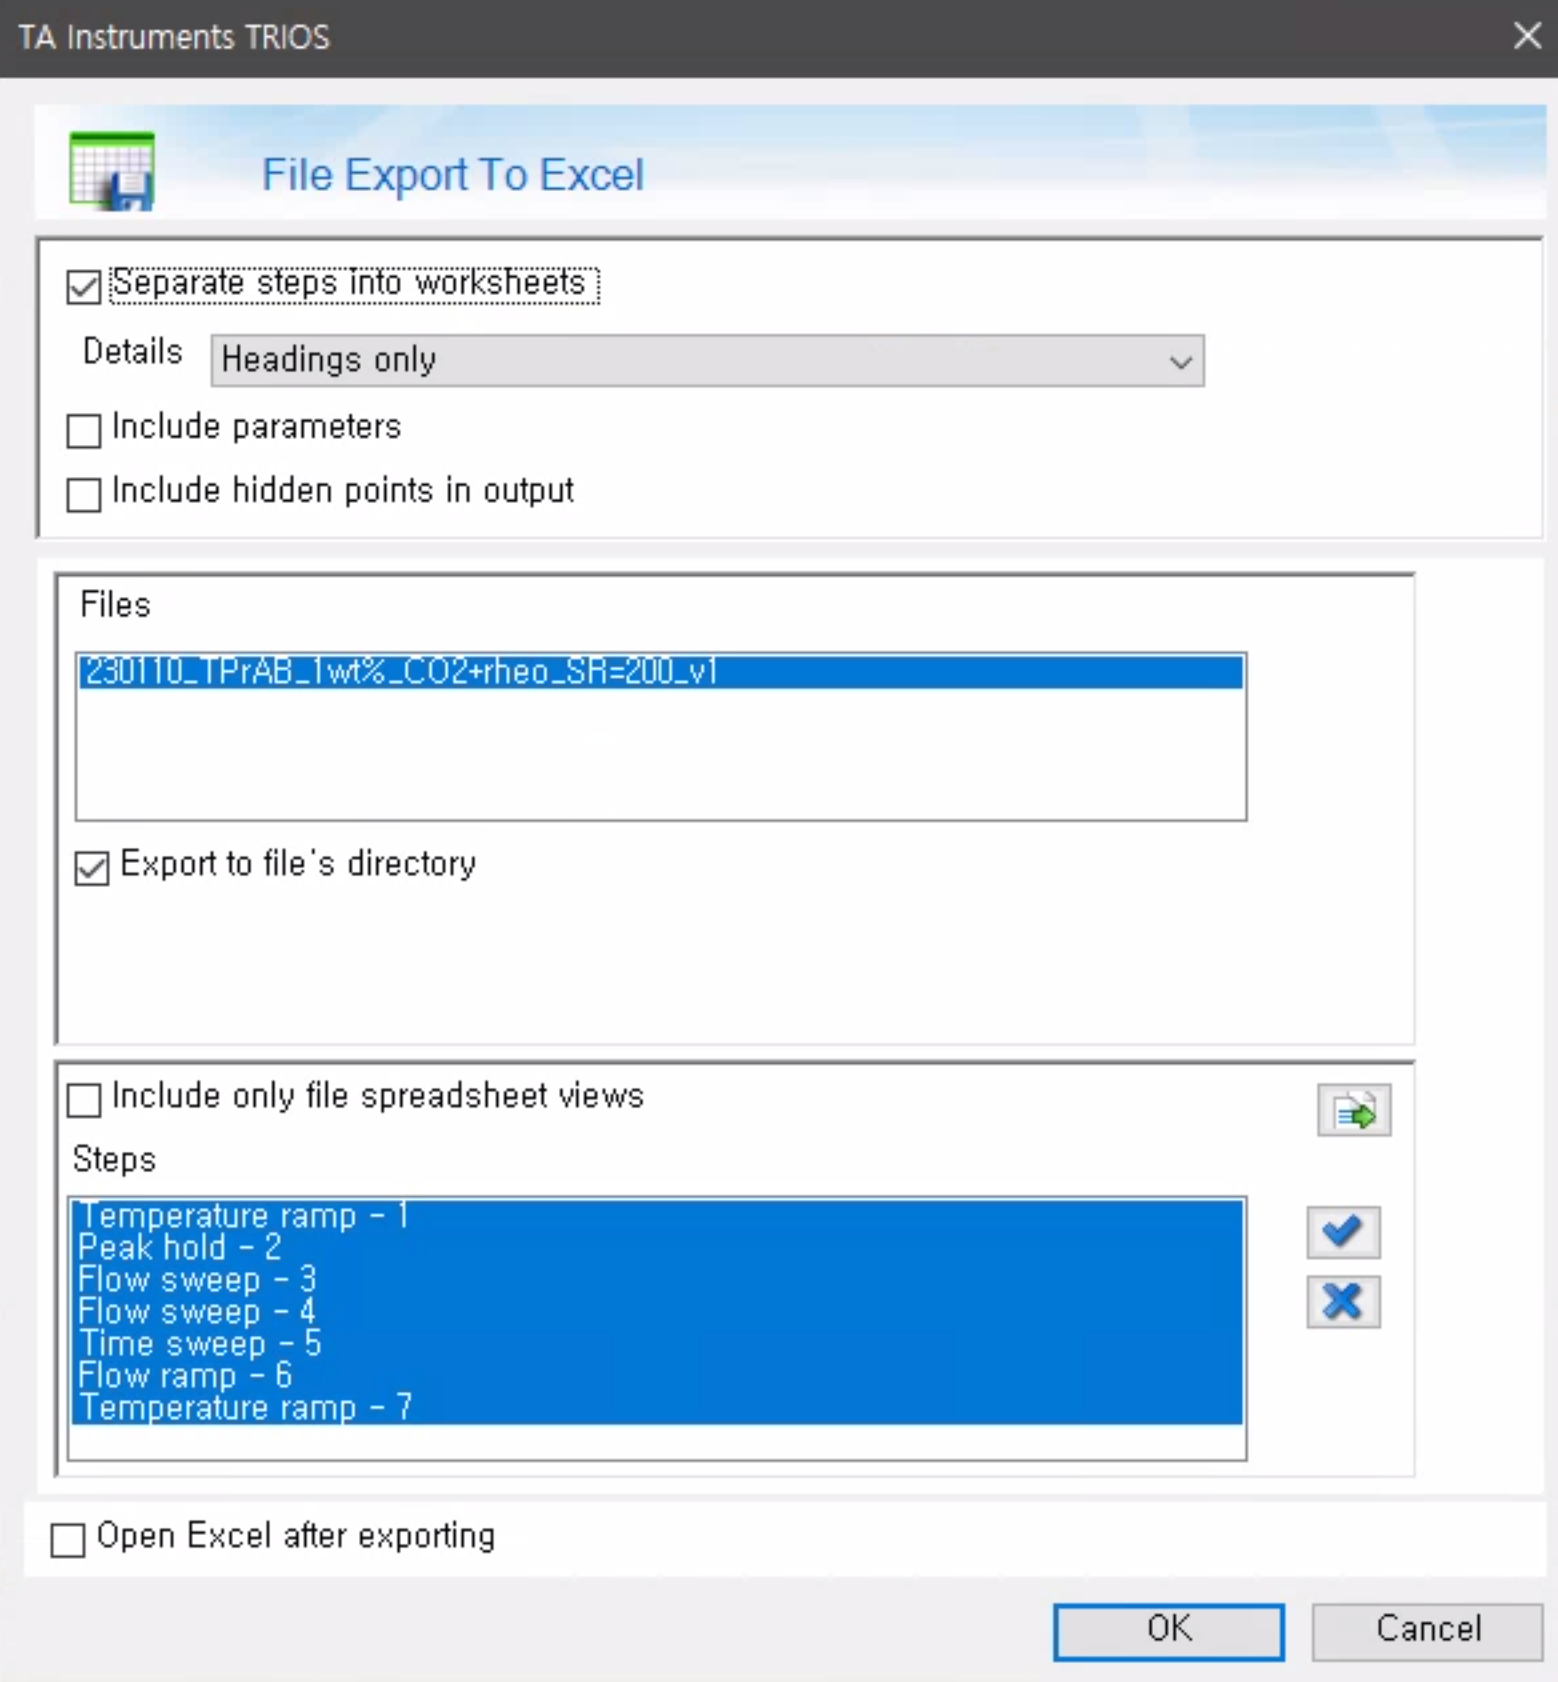 TA Instruments TRIOS
File Export To Excel
Separate steps into worksheets
Details
Headings only
Include parameters
Include hidden points in output
Files
230110_TPrAB_1wt%_CO2+rheo_SR=200_v1
Export to file's directory
Include only file spreadsheet views
Steps
Temperature ramp - 1
Peak hold - 2
Flow sweep - 3
Flow sweep - 4
Time sweep - 5
Flow ramp - 6
Temperature ramp - 7
Open Excel after exporting
OK
Cancel